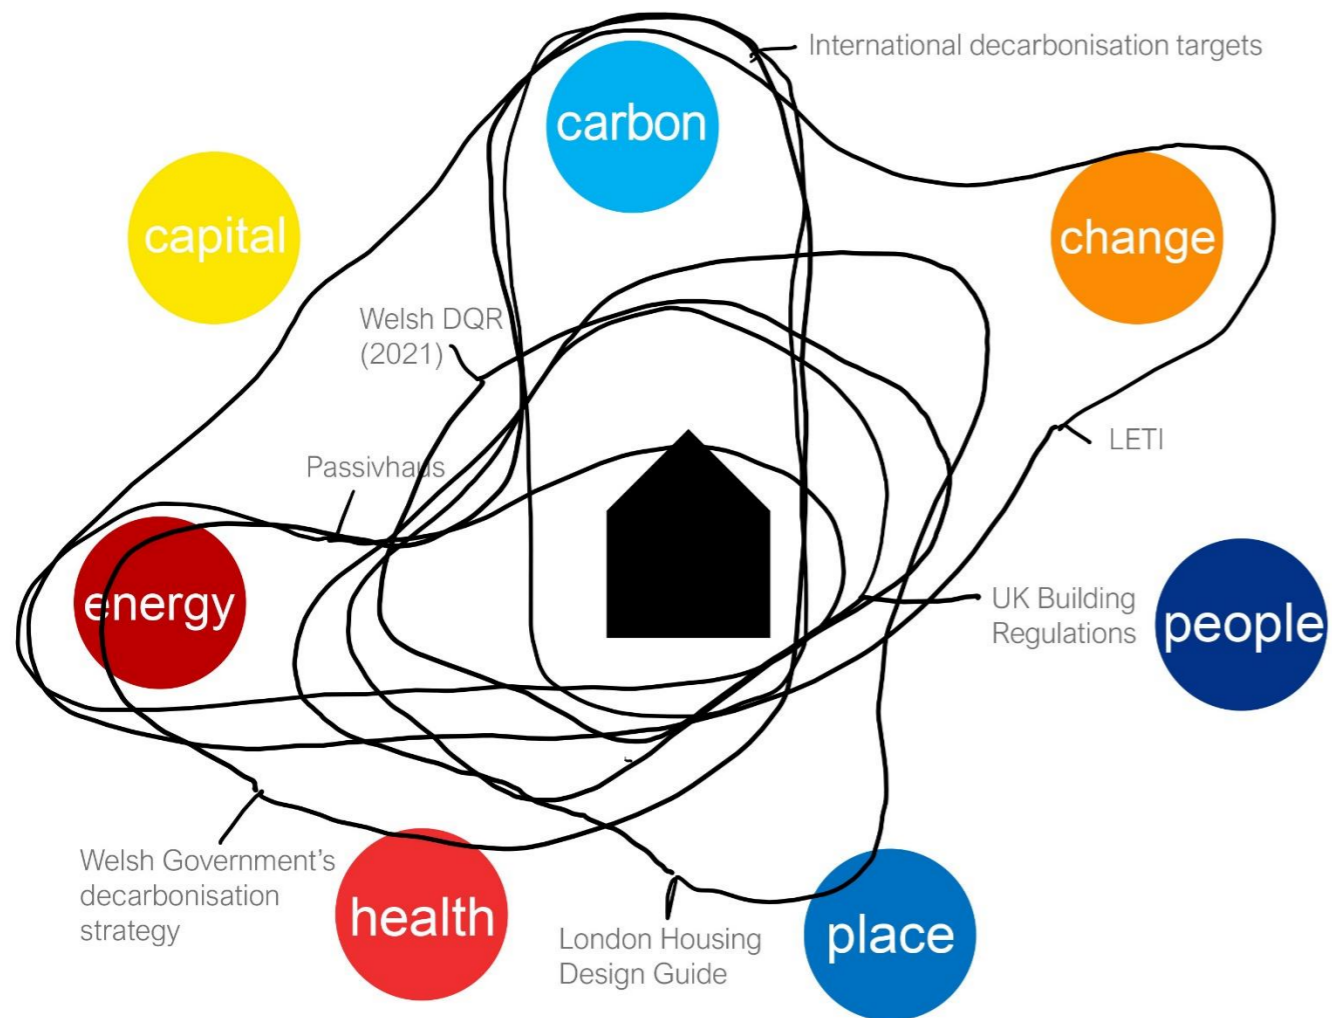 International decarbonisation targets
carbon
capital
change
Welsh DQR
(2021)
LETI
Passivhaus
energy
UK Building
Regulations
people
Welsh Government's
decarbonisation
strategy
health
London Housing
Design Guide
place